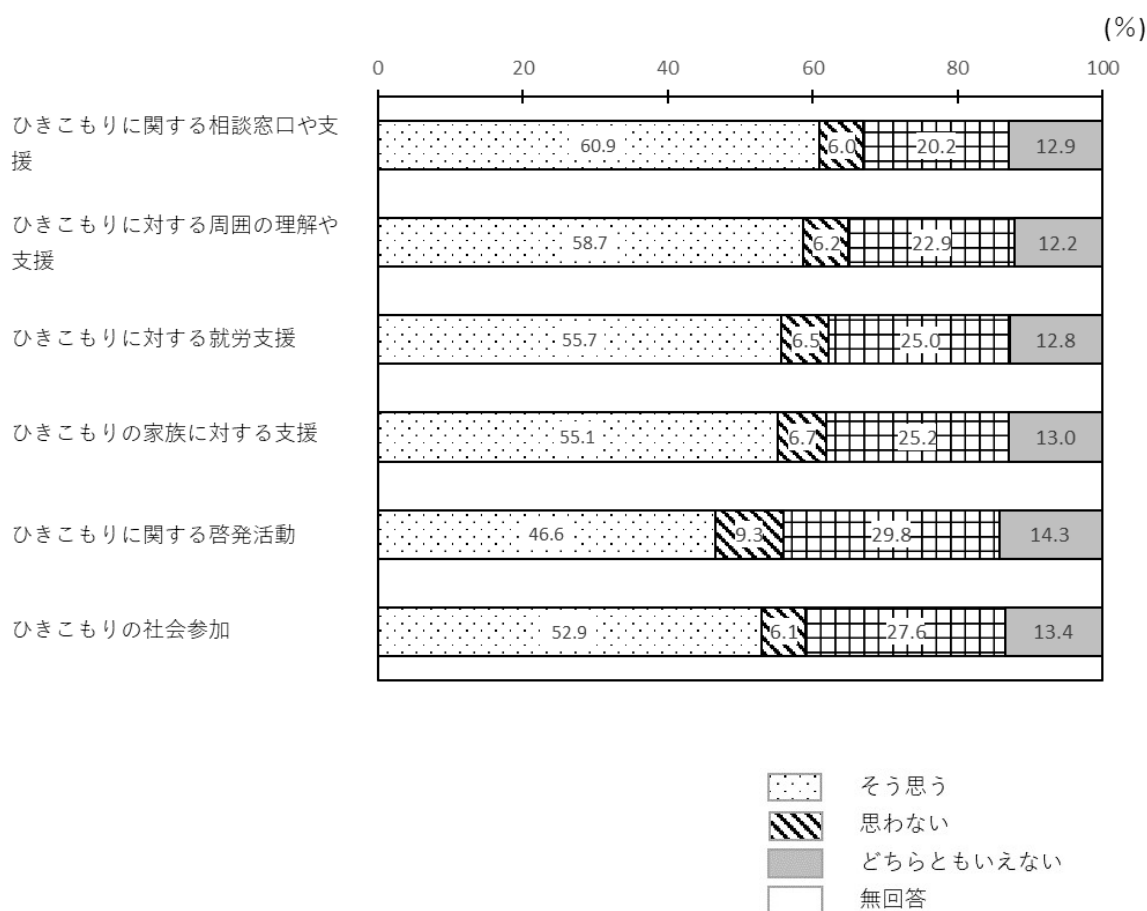 (%)
0 20 40 60 80 100
ひきこもりに関する相談窓口や支
援
60.9 6.0 20.2 12.9
ひきこもりに対する周囲の理解や
支援
58.7 6.2 22.9 12.2
ひきこもりに対する就労支援
55.7 6.5 25.0 12.8
ひきこもりの家族に対する支援
55.1 6.7 25.2 13.0
ひきこもりに関する啓発活動
46.6 9.3 29.8 14.3
ひきこもりの社会参加
52.9 6.1 27.6 13.4
そう思う
思わない
どちらともいえない
無回答